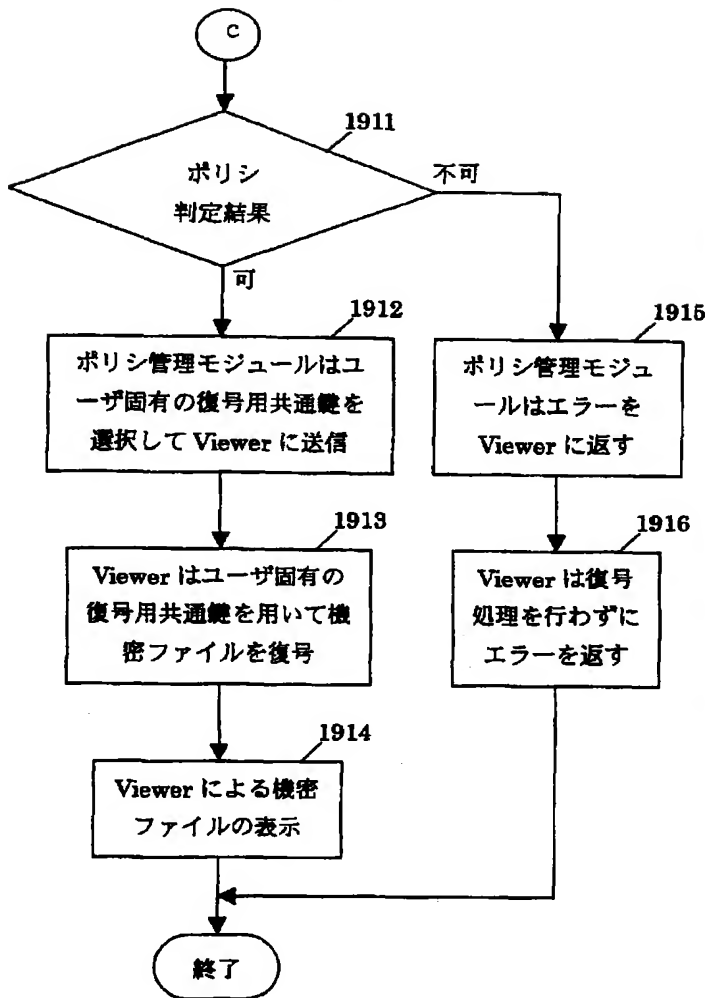 C
1911
ポリシ
判定結果
不可
可
1912
ポリシ管理モジュールはユ
ーザ固有の復号用共通鍵を
選択して Viewer に送信
1915
ポリシ管理モジュ
ールはエラーを
Viewer に返す
1913
Viewer はユーザ固有の
復号用共通鍵を用いて機
密ファイルを復号
1916
Viewer は復号
処理を行わずに
エラーを返す
1914
Viewer による機密
ファイルの表示
終了